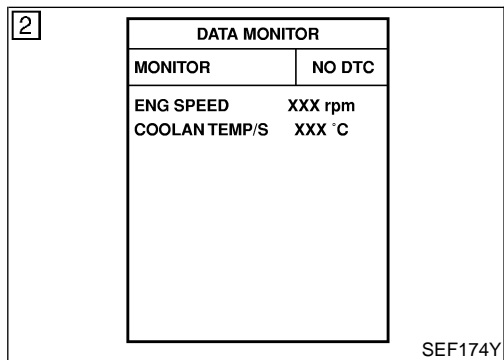 2
DATA MONITOR
MONITOR NO DTC
ENG SPEED XXX rpm
COOLAN TEMP/S XXX °C
SEF174Y